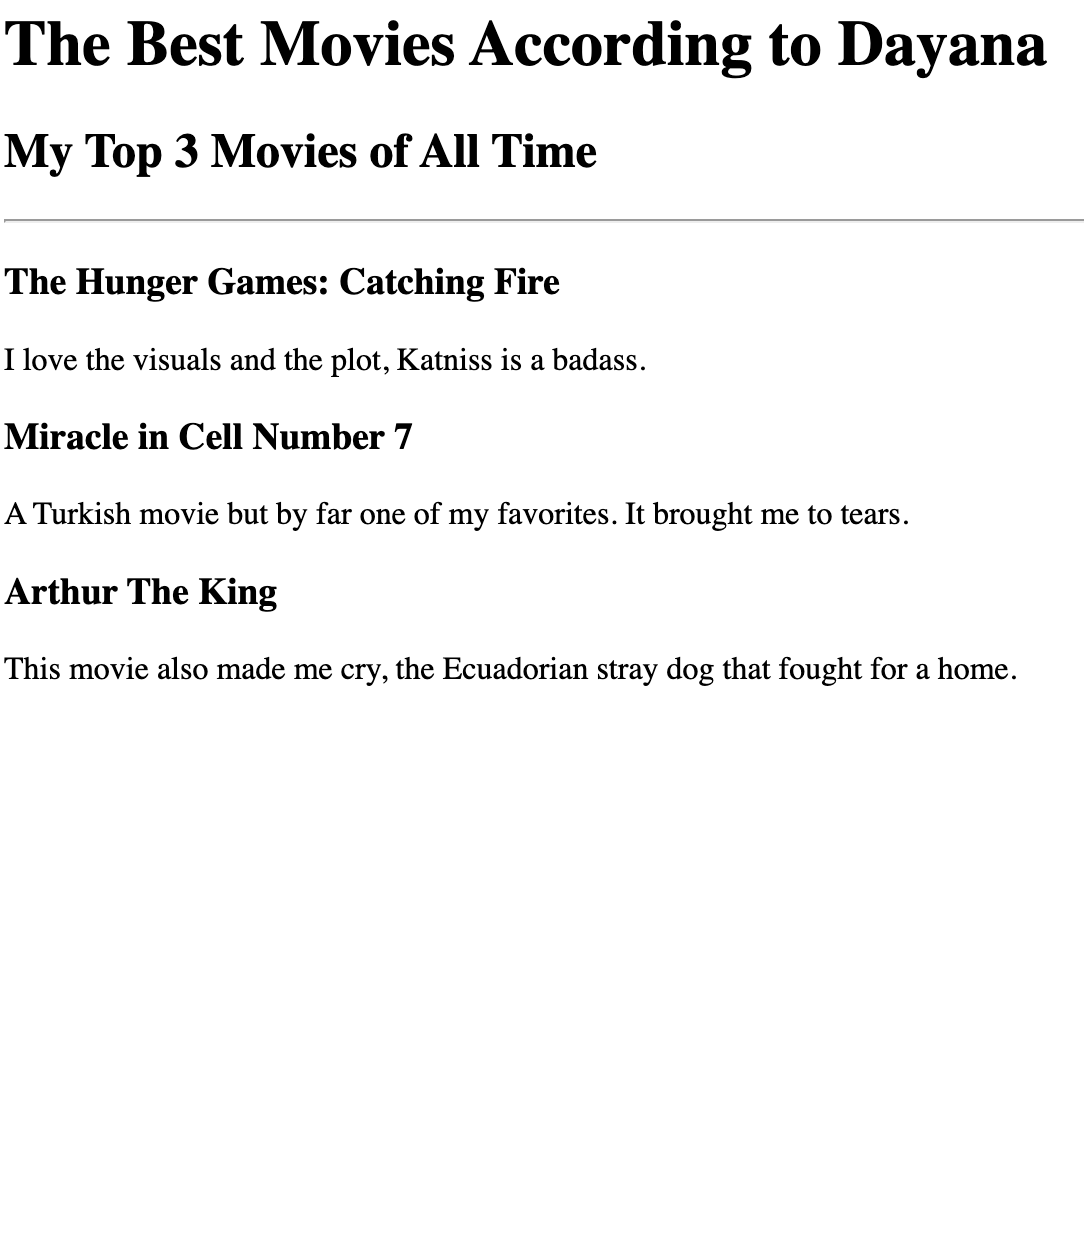 The Best Movies According to Dayana
My Top 3 Movies of All Time
The Hunger Games: Catching Fire
I love the visuals and the plot, Katniss is a badass.
Miracle in Cell Number 7
A Turkish movie but by far one of my favorites. It brought me to tears.
Arthur The King
This movie also made me cry, the Ecuadorian stray dog that fought for a home.